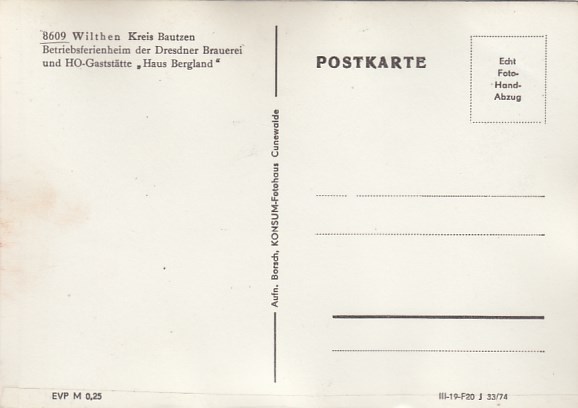 8609 Wilthen Kreis Bautzen
Betriebsferienheim der Dresdner Brauerei
und HO-Gaststätte „Haus Bergland“
Aufn. Borsch, KONSUM-Fotohaus Cunewalde
POSTKARTE
Echt
Foto-
Hand-
Abzug
EVP M 0,25
III-19-F20 J 33/74